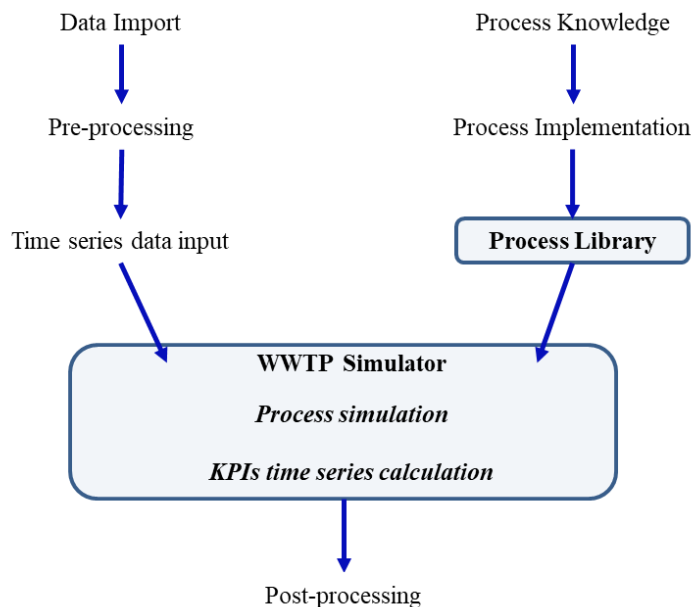 Data Import
Process Knowledge
Pre-processing
Process Implementation
Time series data input
Process Library
WWTP Simulator
Process simulation
KPIs time series calculation
Post-processing